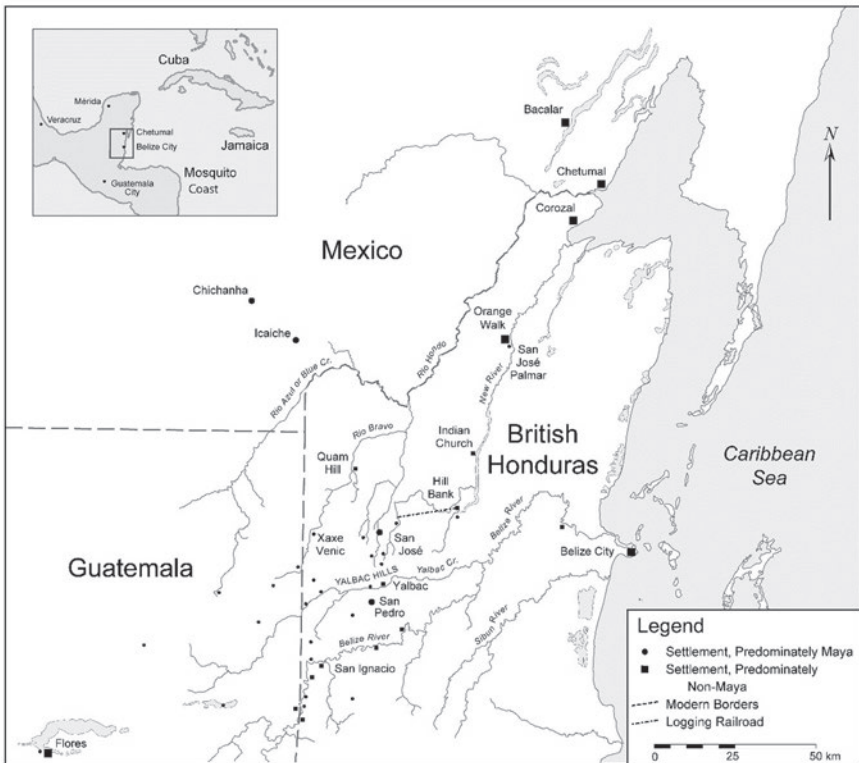 Cuba
Mérida
Veracruz
Chetumal
Belize City
Jamaica
Mosquito
Coast
Guatemala
City
Bacalar
N
Chetumal
Corozal
Mexico
Chichanha
Icaiche
Orange
Walk
San
José
Palmar
Rio Hondo
New River
Rio Azul or Blue Cr.
Rio Bravo
Indian
Church
British
Honduras
Caribbean
Sea
Quam
Hill
Hill
Bank
Belize River
Xaxe
Venic
San
José
Belize City
Guatemala
YALBAC HILLS
Yalbac Cr.
Yalbac
San
Pedro
Sibun River
Belize River
San Ignacio
Flores
Legend
Settlement, Predominately Maya
Settlement, Predominately
Non-Maya
Modern Borders
Logging Railroad
0 25 50 km